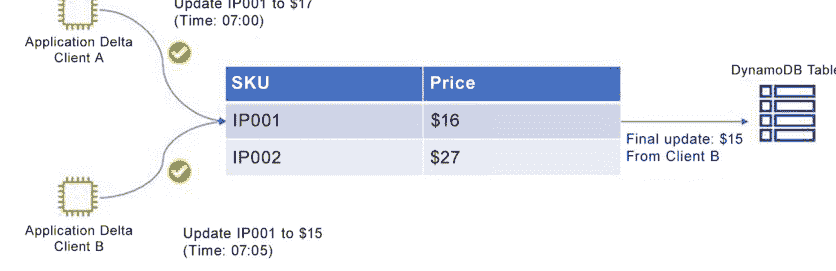 Update IP001 to $17
(Time: 07:00)
Application Delta
Client A
SKU Price
IP001 $16
IP002 $27
DynamoDB Table
Final update: $15
From Client B
Application Delta
Client B
Update IP001 to $15
(Time: 07:05)